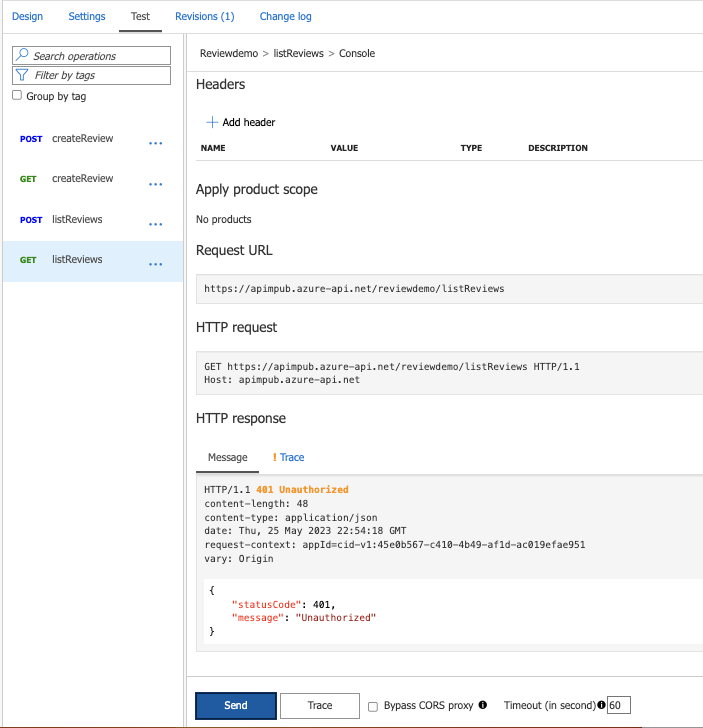 Design Settings Test Revisions (1) Change log
Search operations
Filter by tags
Group by tag
POST createReview ...
GET createReview ...
POST listReviews ...
GET listReviews ...
Reviewdemo > listReviews > Console
Headers
+ Add header
NAME VALUE TYPE DESCRIPTION
Apply product scope
No products
Request URL
https://apimpub.azure-api.net/reviewdemo/listReviews
HTTP request
GET https://apimpub.azure-api.net/reviewdemo/listReviews HTTP/1.1
Host: apimpub.azure-api.net
HTTP response
Message ! Trace
HTTP/1.1 401 Unauthorized
content-length: 48
content-type: application/json
date: Thu, 25 May 2023 22:54:18 GMT
request-context: appId=cid-v1:45e0b567-c410-4b49-af1d-ac019efae951
vary: Origin
{
"statusCode": 401,
"message": "Unauthorized"
}
Send Trace Bypass CORS proxy Timeout (in second) 60